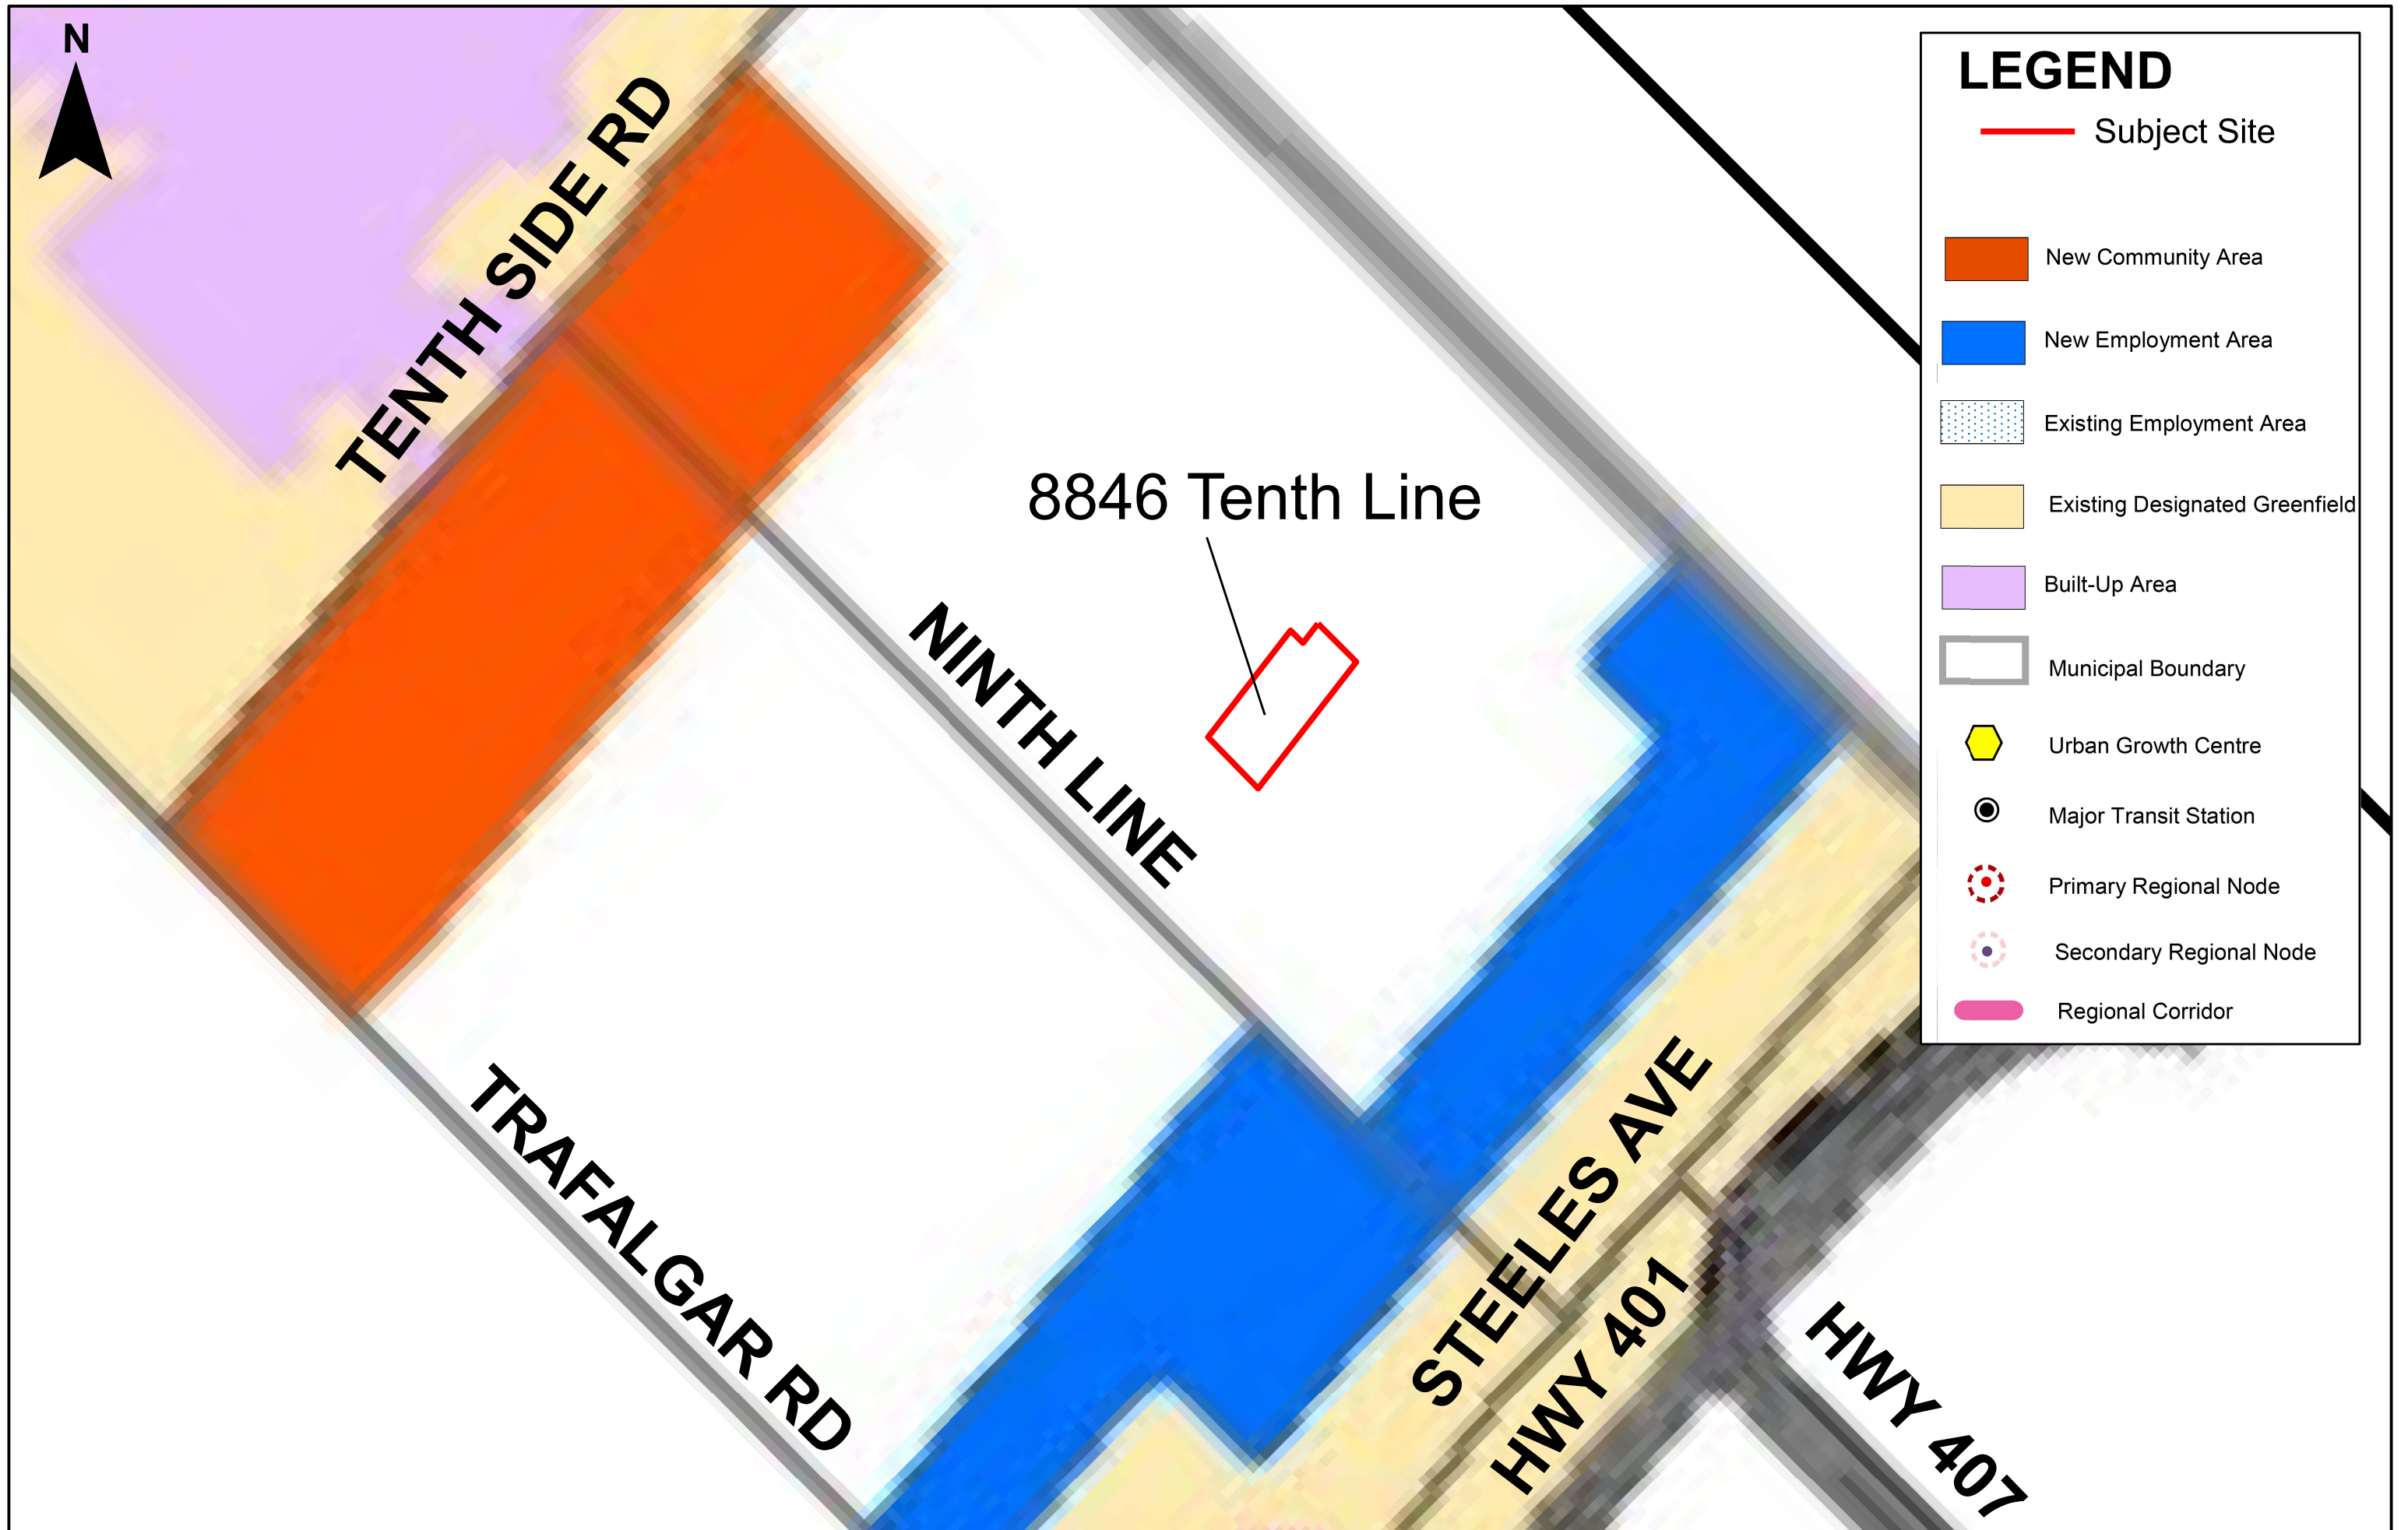 N
TENTH SIDE RD
8846 Tenth Line
NINTH LINE
TRAFALGAR RD
STEELES AVE
HWY 401
HWY 407
LEGEND
Subject Site
New Community Area
New Employment Area
Existing Employment Area
Existing Designated Greenfield
Built-Up Area
Municipal Boundary
Urban Growth Centre
Major Transit Station
Primary Regional Node
Secondary Regional Node
Regional Corridor